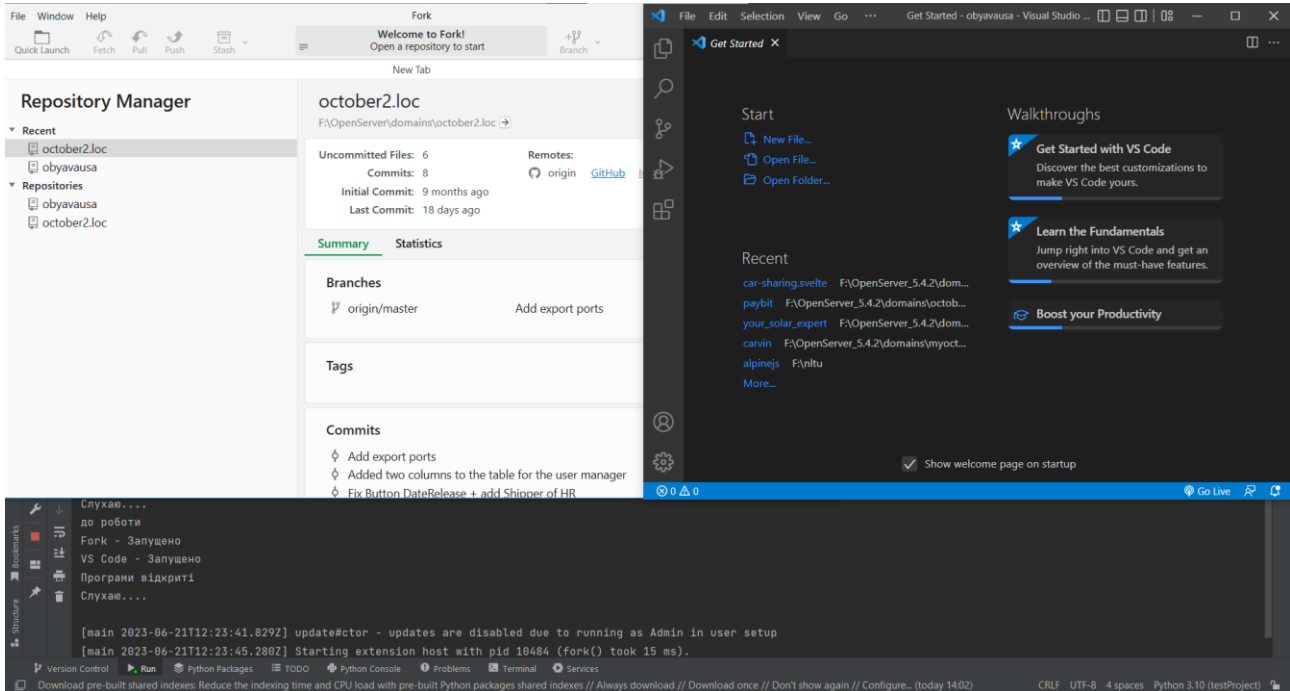 File Window Help
Fork
Quick Launch Fetch Pull Push Stash
Welcome to Fork!
Open a repository to start
Branch
New Tab
Repository Manager
Recent
october2.loc
obyavausa
Repositories
obyavausa
october2.loc
october2.loc
F:\OpenServer\domains\october2.loc
Uncommitted Files: 6
Commits: 8
Initial Commit: 9 months ago
Last Commit: 18 days ago
Remotes:
origin GitHub
Summary Statistics
Branches
origin/master Add export ports
Tags
Commits
Add export ports
Added two columns to the table for the user manager
Fix Button DateRelease + add Shipper of HR
File Edit Selection View Go ··· Get Started - obyavausa - Visual Studio ...
Get Started
Start
New File...
Open File...
Open Folder...
Recent
car-sharing.svelte F:\OpenServer_5.4.2\dom...
paybit F:\OpenServer_5.4.2\domains\octob...
your_solar_expert F:\OpenServer_5.4.2\dom...
carvin F:\OpenServer_5.4.2\domains\myoct...
alpinejs F:\nltu
More...
Walkthroughs
Get Started with VS Code
Discover the best customizations to
make VS Code yours.
Learn the Fundamentals
Jump right into VS Code and get an
overview of the must-have features.
Boost your Productivity
Show welcome page on startup
0 0 Go Live
Bookmarks
Structure
Слухаю....
до роботи
Fork - Запущено
VS Code - Запущено
Програми відкриті
Слухаю....
[main 2023-06-21T12:23:41.829Z] update#ctor - updates are disabled due to running as Admin in user setup
[main 2023-06-21T12:23:45.280Z] Starting extension host with pid 10484 (fork() took 15 ms).
Version Control Run Python Packages TODO Python Console Problems Terminal Services
Download pre-built shared indexes: Reduce the indexing time and CPU load with pre-built Python packages shared indexes // Always download // Download once // Don't show again // Configure... (today 14:02) CRLF UTF-8 4 spaces Python 3.10 (testProject)